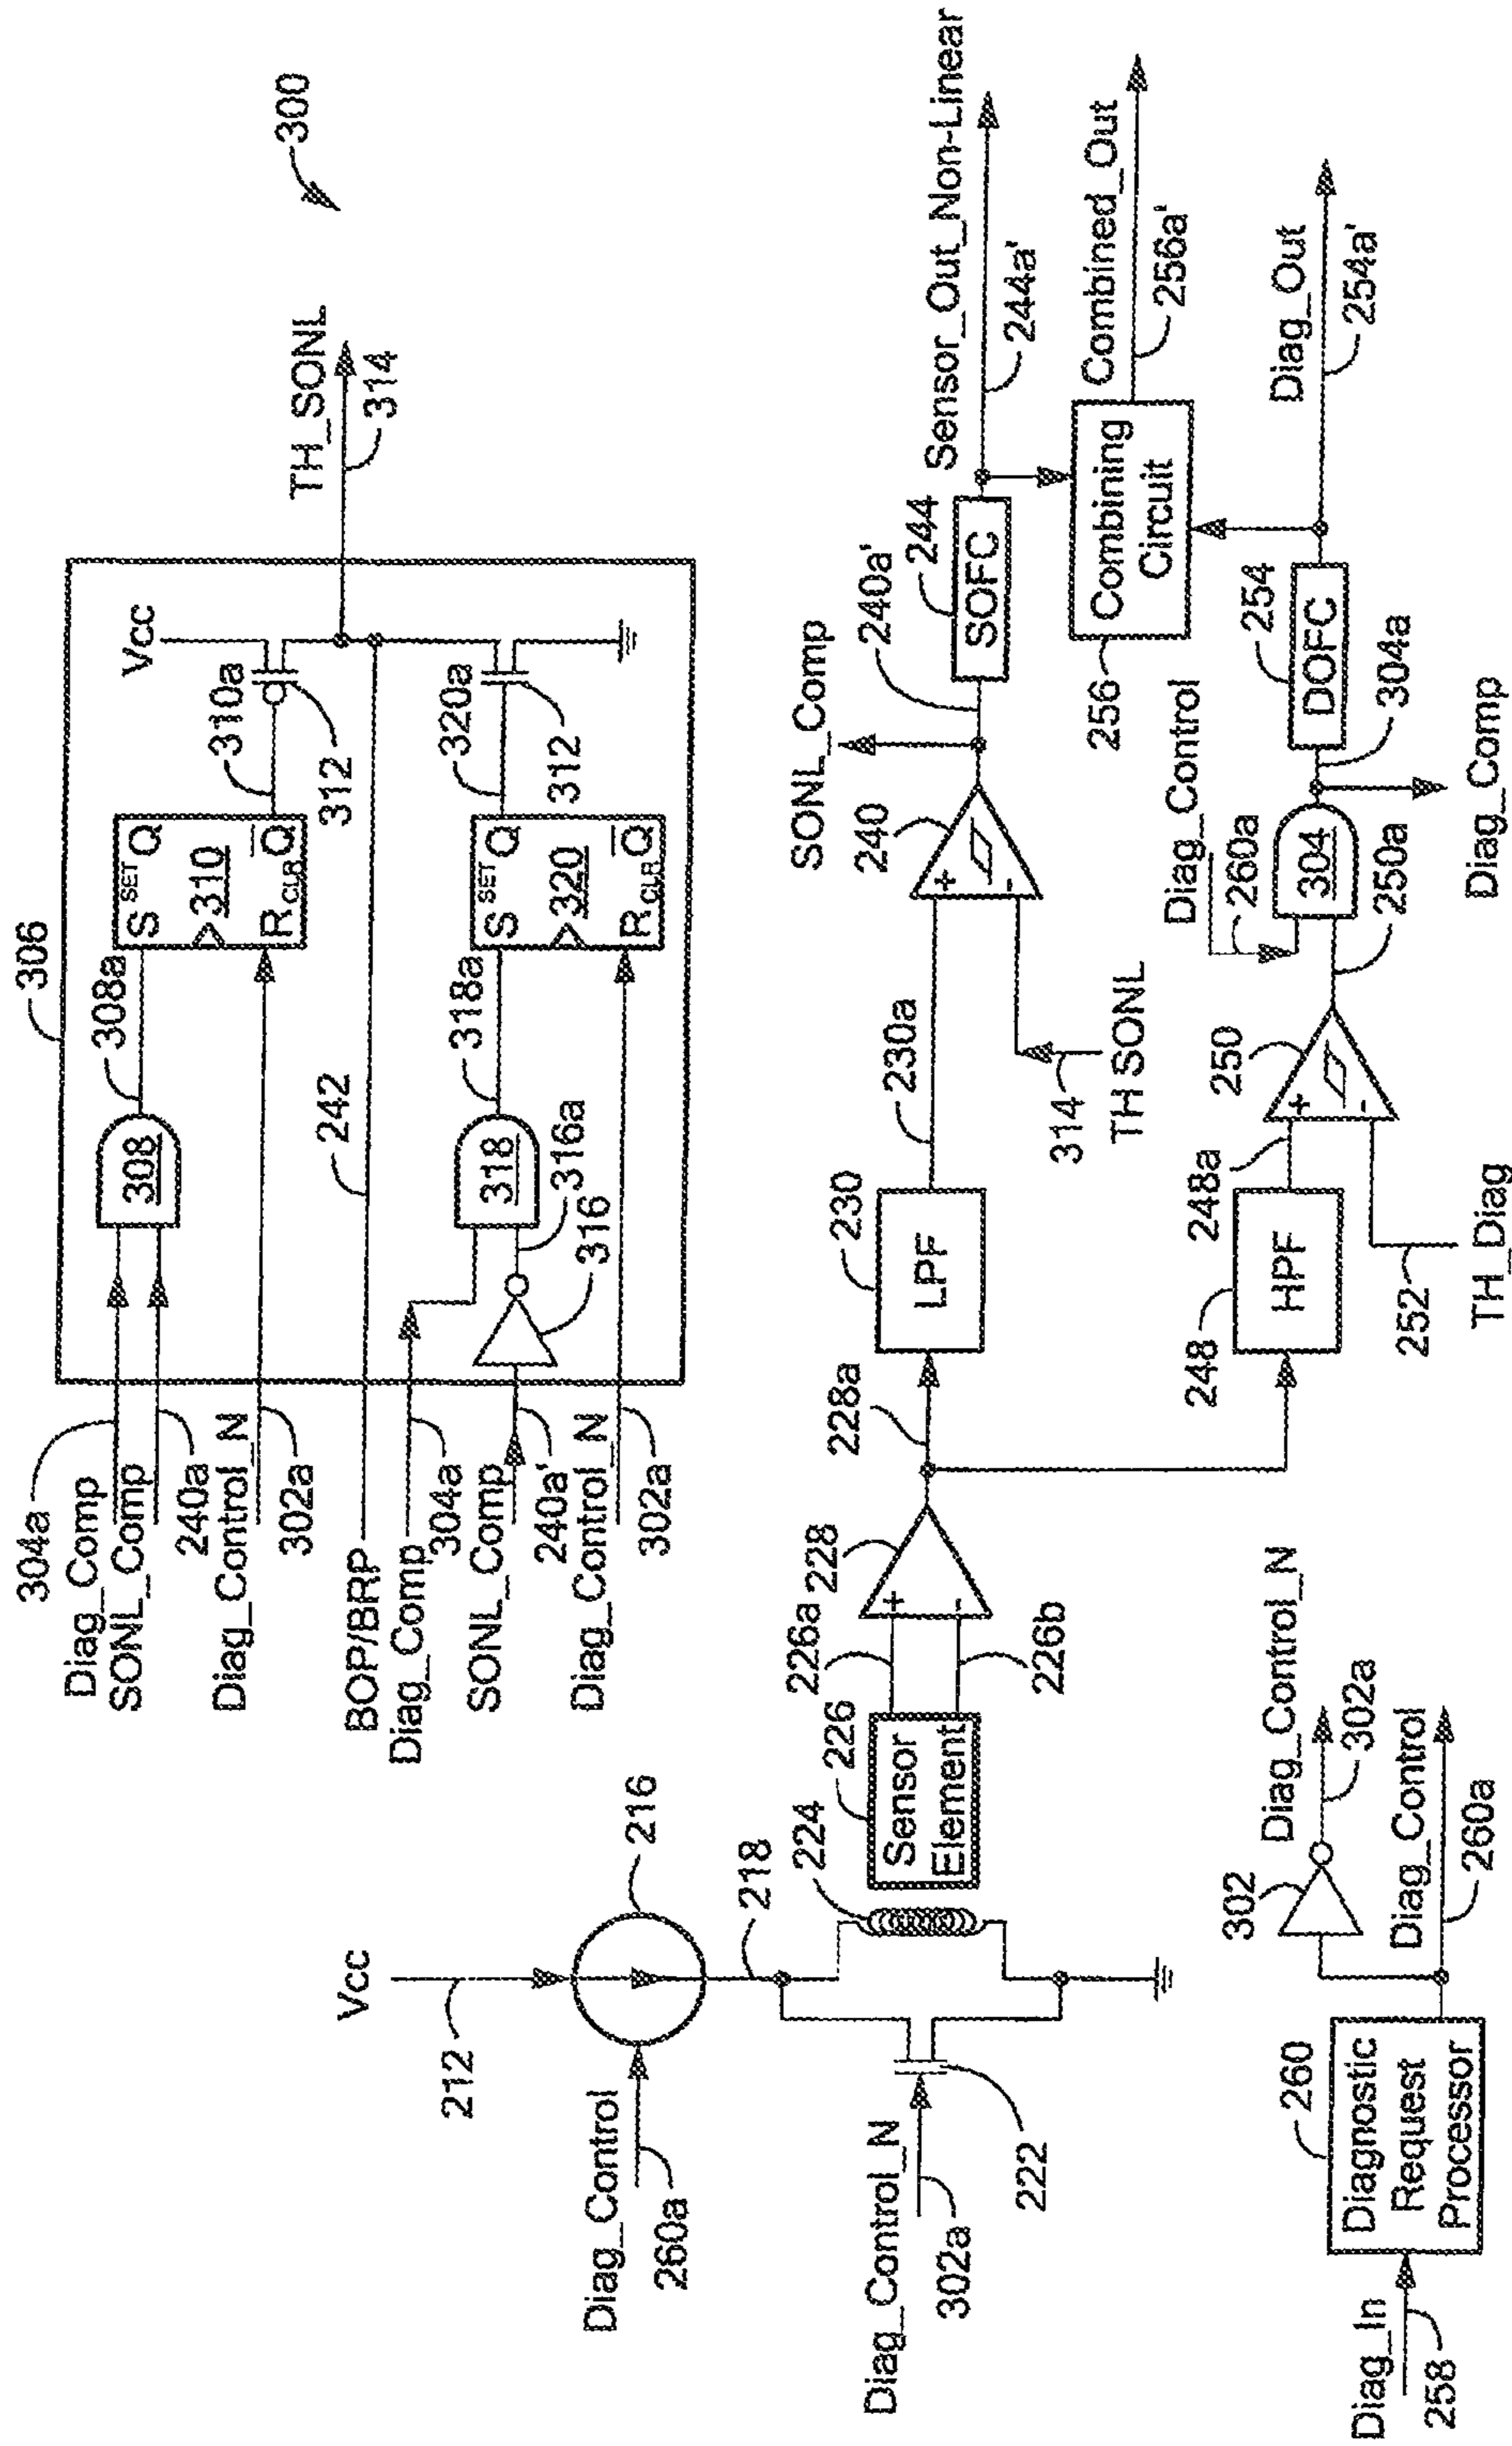 300
306
304a
Diag_Comp
SONL_Comp
240a
Diag_Control_N
302a
308
308a
S SET Q
310
R CLR Q
310a
Vcc
312
TH_SONL
314
BOP/BRP
242
Diag_Comp
304a
SONL_Comp
240a'
Diag_Control_N
302a
316
316a
318
318a
S SET Q
320
R CLR Q
320a
312
Vcc
212
216
Diag_Control
260a
218
Diag_Control_N
302a
222
224
226
Sensor
Element
226a
226b
+
-
228
228a
230
LPF
230a
314
TH SONL
+
-
240
SONL_Comp
240a'
244
SOFC
Sensor_Out_Non-Linear
244a'
256
Combining
Circuit
Combined_Out
256a'
248
HPF
248a
252
TH_Diag
+
-
250
250a
Diag_Control
260a
304
304a
Diag_Comp
254
DOFC
Diag_Out
254a'
Diag_In
258
260
Diagnostic
Request
Processor
302
Diag_Control_N
302a
Diag_Control
260a